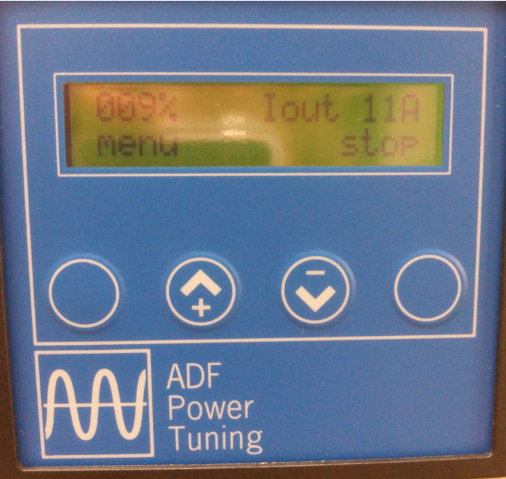 009% Iout 11A
menu stop
+ -
ADF
Power
Tuning